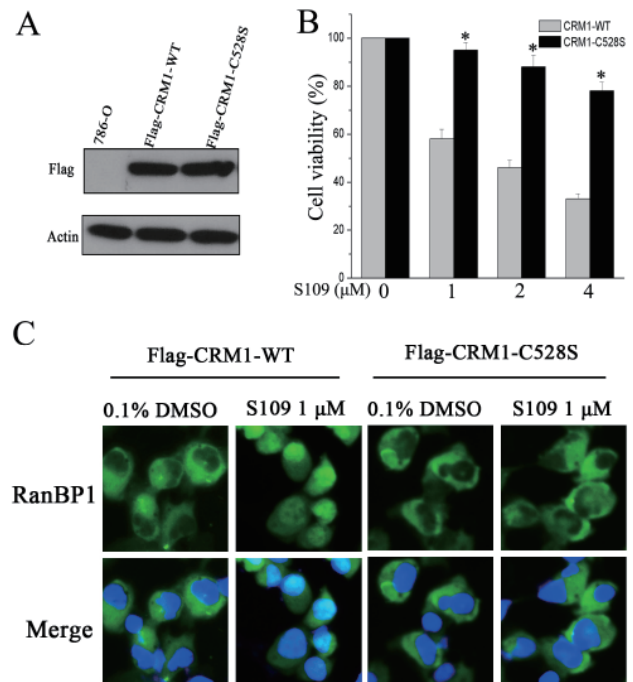 A
786-O
Flag-CRM1-WT
Flag-CRM1-C528S
Flag
Actin
B
CRM1-WT
CRM1-C528S
Cell viability (%)
100
80
60
40
20
0
* * *
S109 (μM) 0 1 2 4
C
Flag-CRM1-WT Flag-CRM1-C528S
0.1% DMSO S109 1 μM 0.1% DMSO S109 1 μM
RanBP1
Merge